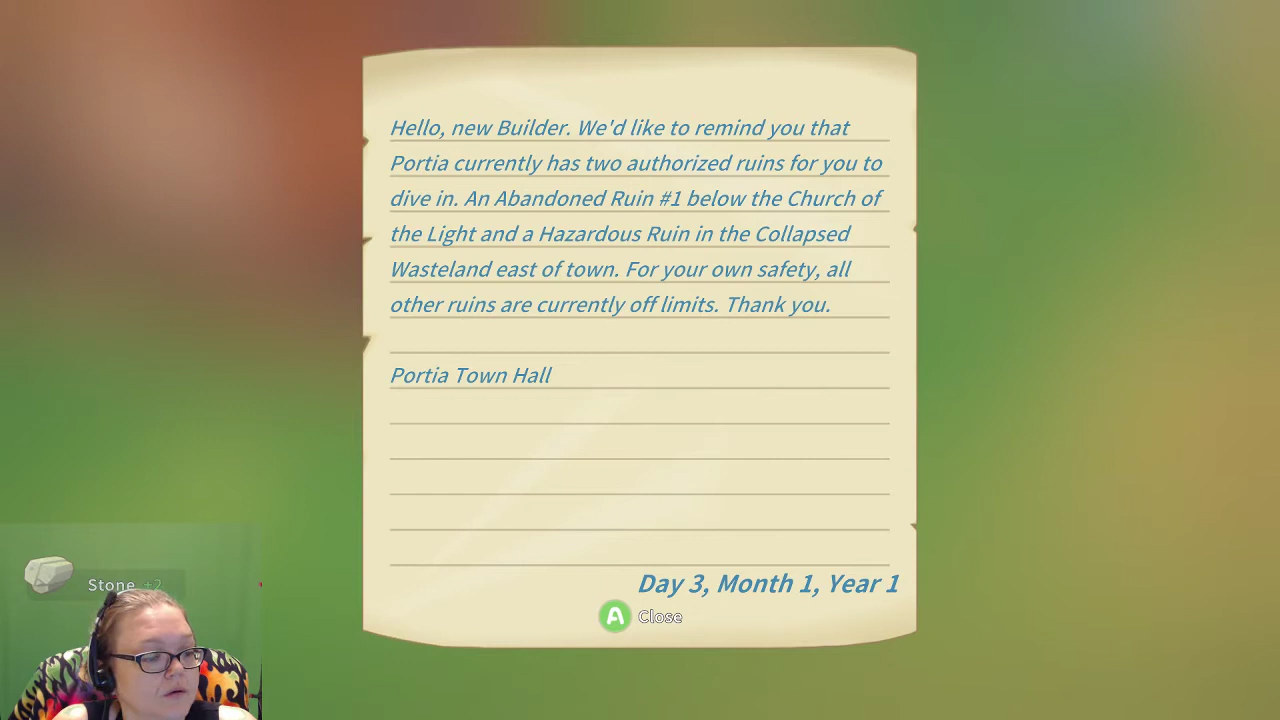 Hello, new Builder. We'd like to remind you that
Portia currently has two authorized ruins for you to
dive in. An Abandoned Ruin #1 below the Church of
the Light and a Hazardous Ruin in the Collapsed
Wasteland east of town. For your own safety, all
other ruins are currently off limits. Thank you.
Portia Town Hall
Day 3, Month 1, Year 1
A Close
Stone +2